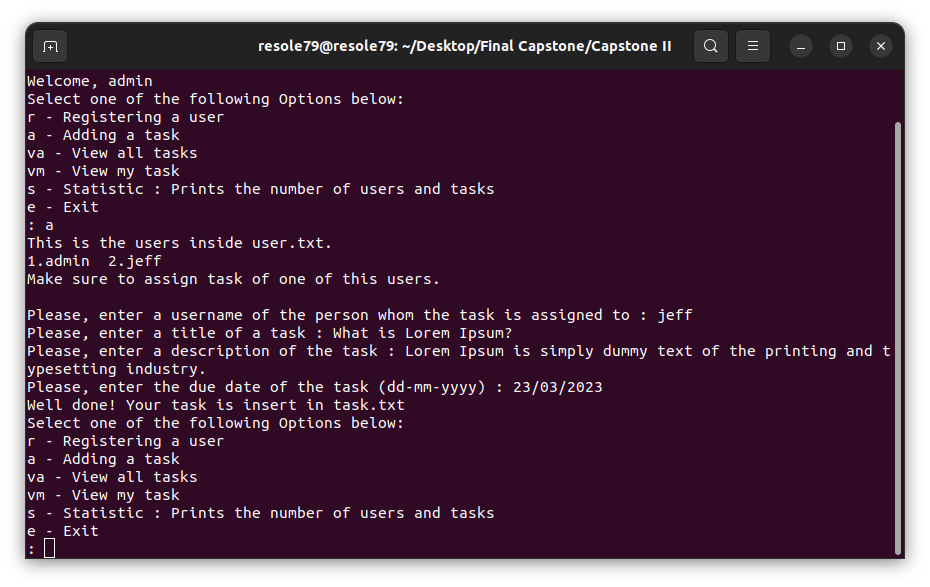 resole79@resole79: ~/Desktop/Final Capstone/Capstone II
Welcome, admin
Select one of the following Options below:
r - Registering a user
a - Adding a task
va - View all tasks
vm - View my task
s - Statistic : Prints the number of users and tasks
e - Exit
: a
This is the users inside user.txt.
1.admin  2.jeff
Make sure to assign task of one of this users.
Please, enter a username of the person whom the task is assigned to : jeff
Please, enter a title of a task : What is Lorem Ipsum?
Please, enter a description of the task : Lorem Ipsum is simply dummy text of the printing and t
ypesetting industry.
Please, enter the due date of the task (dd-mm-yyyy) : 23/03/2023
Well done! Your task is insert in task.txt
Select one of the following Options below:
r - Registering a user
a - Adding a task
va - View all tasks
vm - View my task
s - Statistic : Prints the number of users and tasks
e - Exit
: